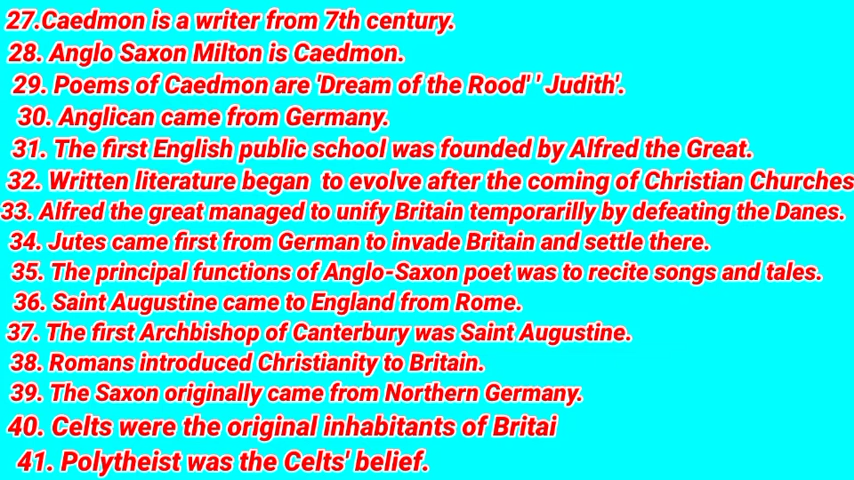 27.Caedmon is a writer from 7th century.
28. Anglo Saxon Milton is Caedmon.
29. Poems of Caedmon are 'Dream of the Rood' ' Judith'.
30. Anglican came from Germany.
31. The first English public school was founded by Alfred the Great.
32. Written literature began to evolve after the coming of Christian Churches
33. Alfred the great managed to unify Britain temporarilly by defeating the Danes.
34. Jutes came first from German to invade Britain and settle there.
35. The principal functions of Anglo-Saxon poet was to recite songs and tales.
36. Saint Augustine came to England from Rome.
37. The first Archbishop of Canterbury was Saint Augustine.
38. Romans introduced Christianity to Britain.
39. The Saxon originally came from Northern Germany.
40. Celts were the original inhabitants of Britai
41. Polytheist was the Celts' belief.